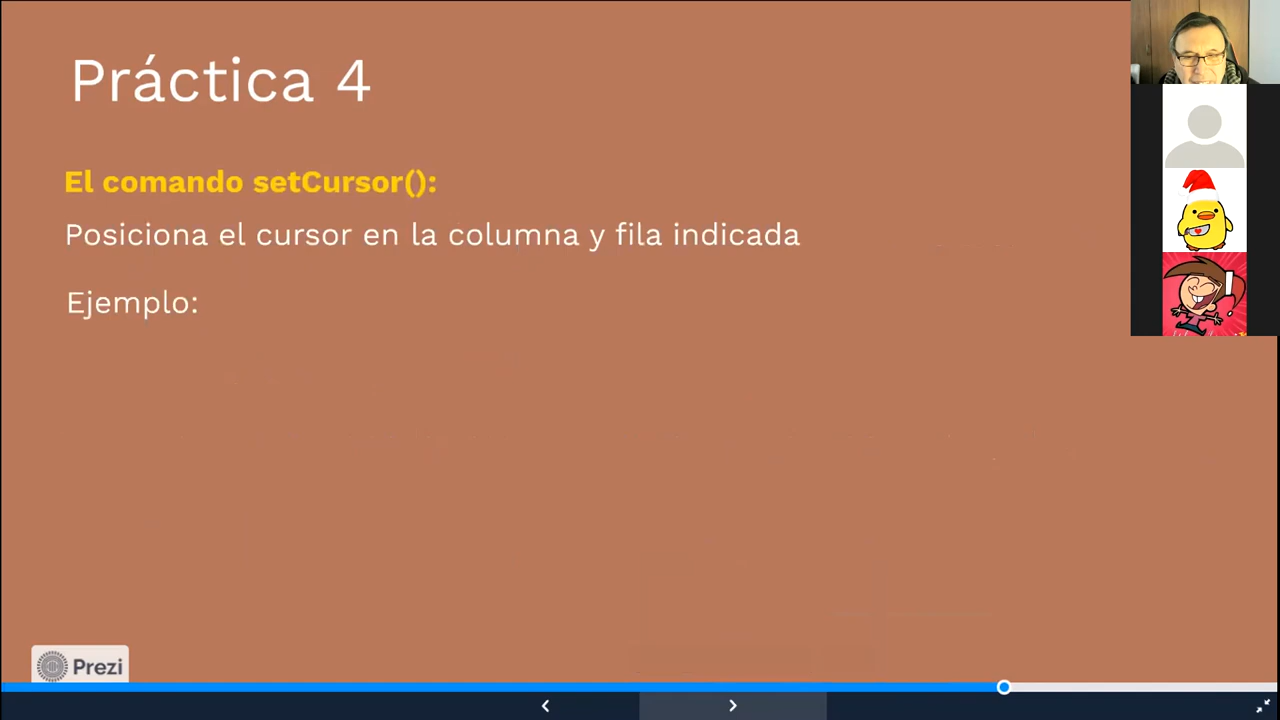 Práctica 4
El comando setCursor():
Posiciona el cursor en la columna y fila indicada
Ejemplo:
Prezi